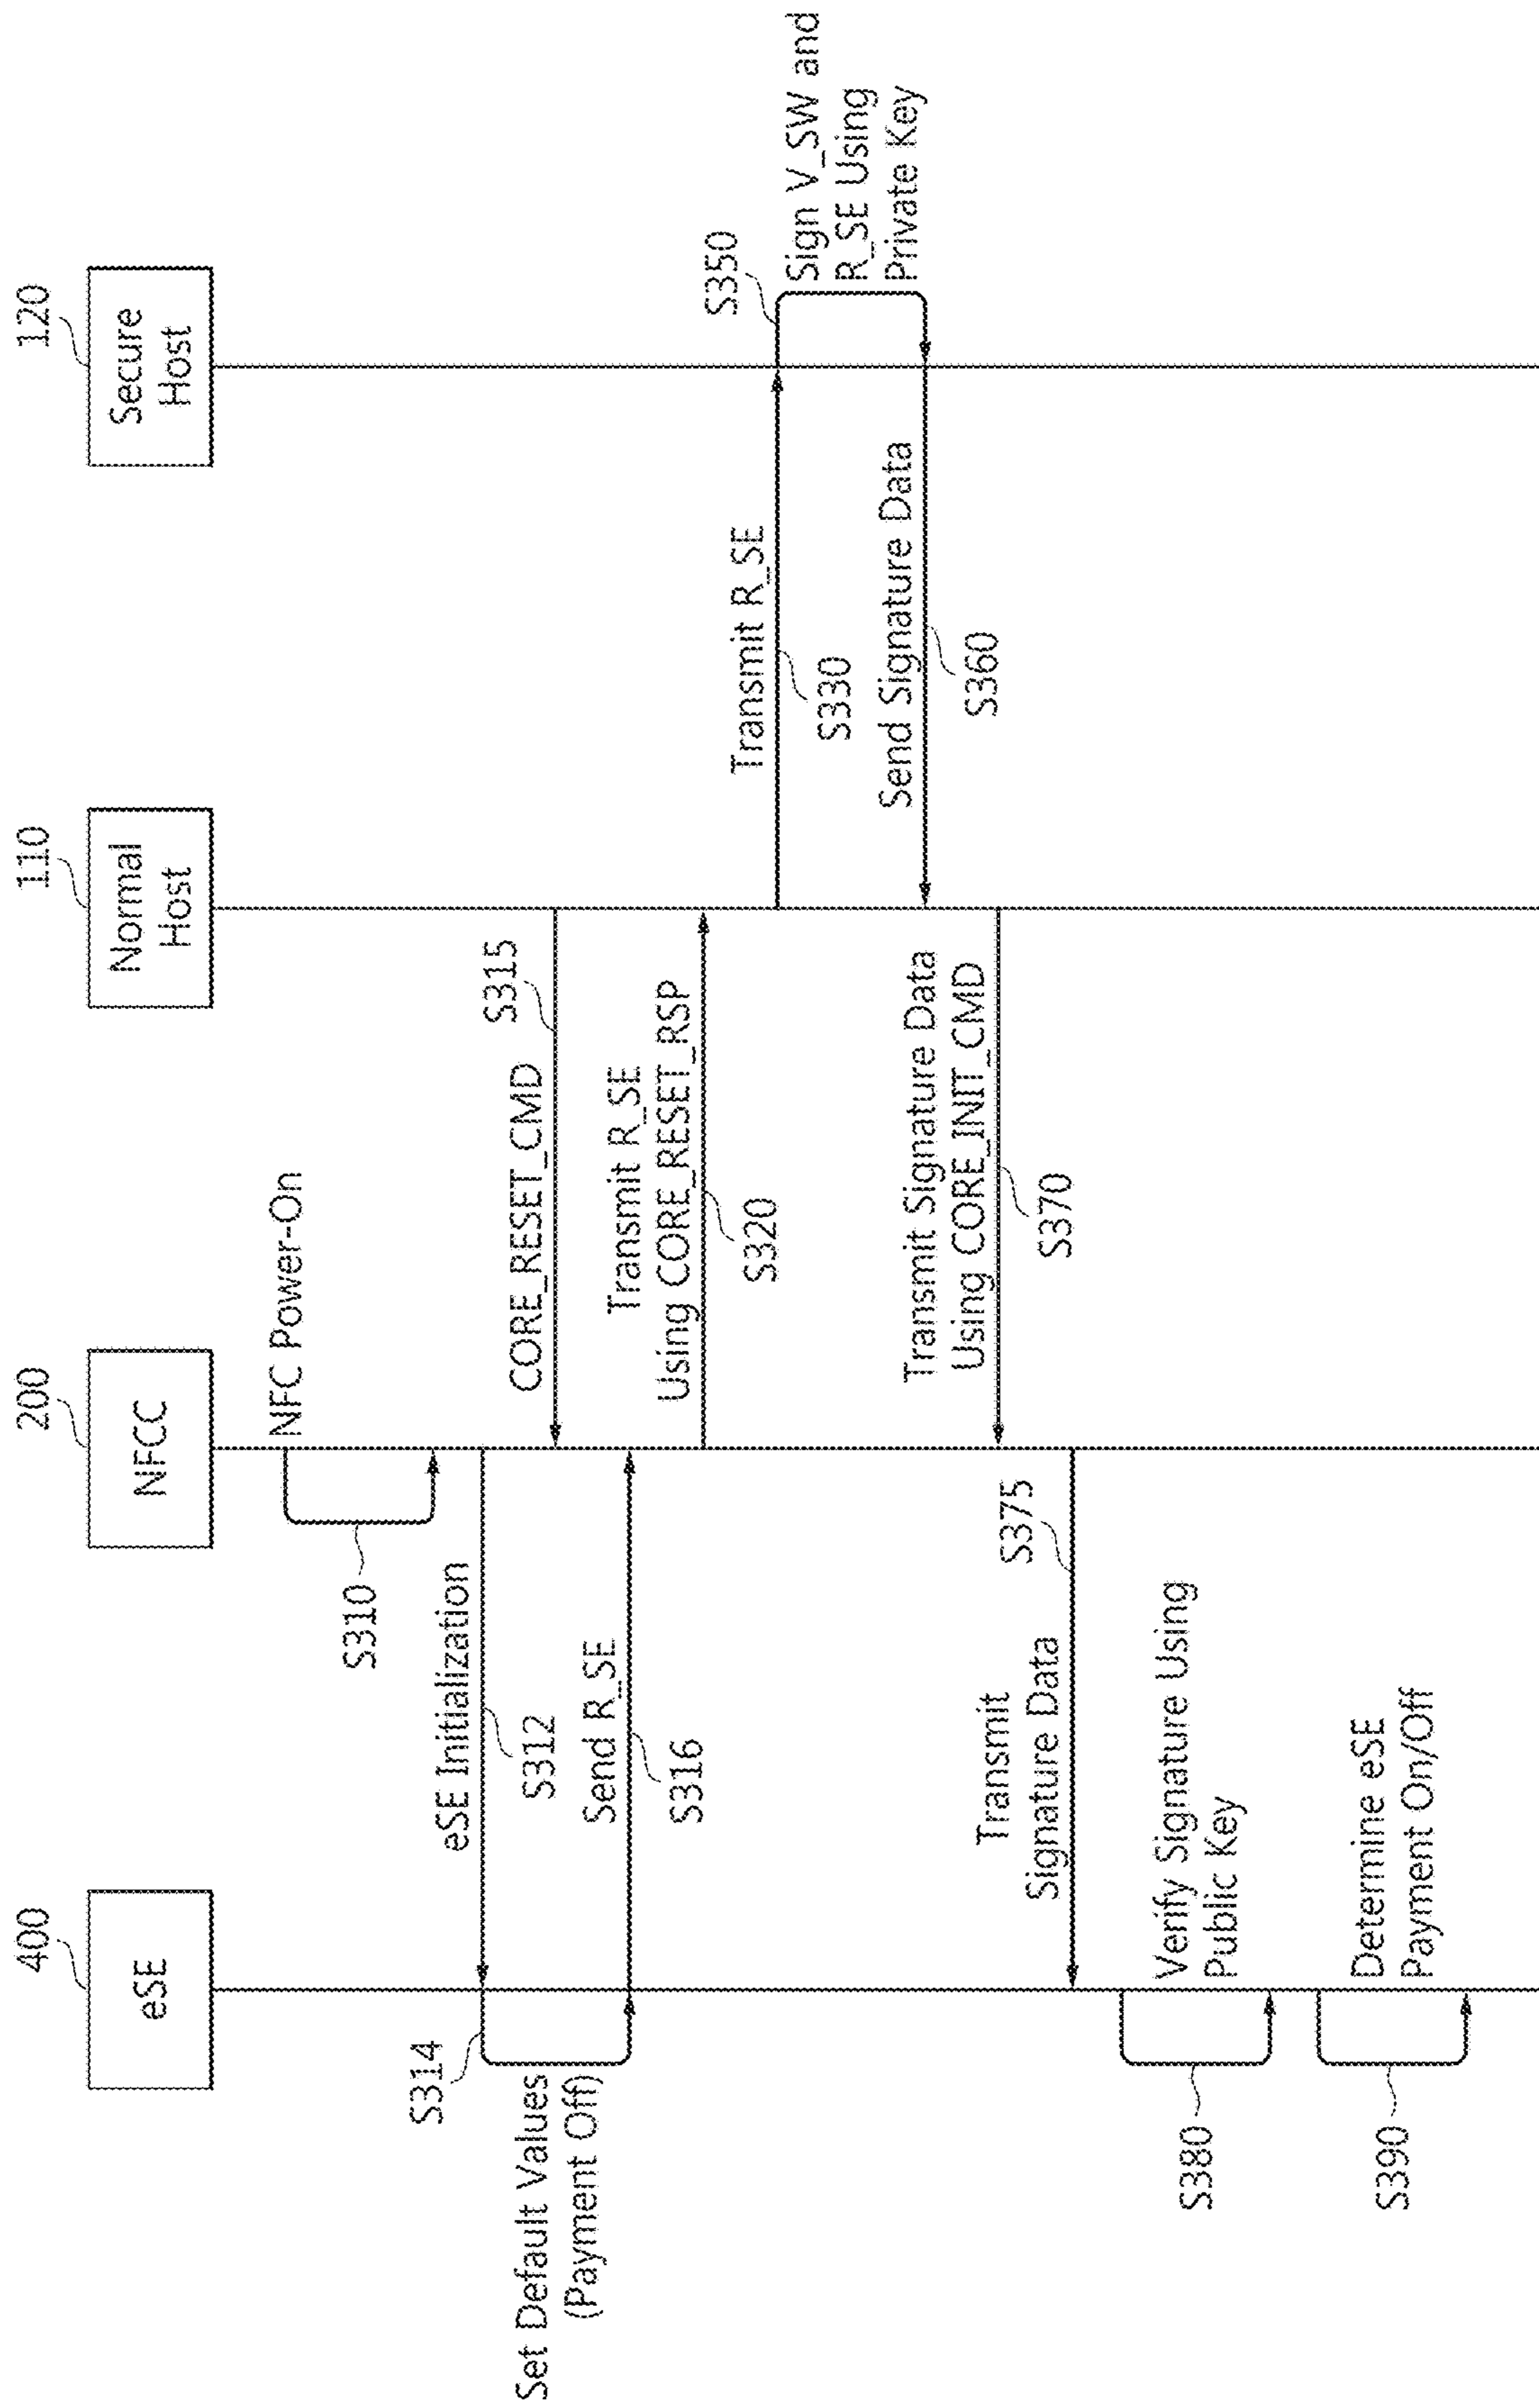 400
eSE
200
NFCC
110
Normal
Host
120
Secure
Host
NFC Power-On
S310
eSE Initialization
S312
S314
Set Default Values
(Payment Off)
CORE_RESET_CMD
S315
Send R_SE
S316
Transmit R_SE
Using CORE_RESET_RSP
S320
Transmit R_SE
S330
S350
Sign V_SW and
R_SE Using
Private Key
Send Signature Data
S360
Transmit Signature Data
Using CORE_INIT_CMD
S370
Transmit
Signature Data
S375
Verify Signature Using
Public Key
S380
Determine eSE
Payment On/Off
S390